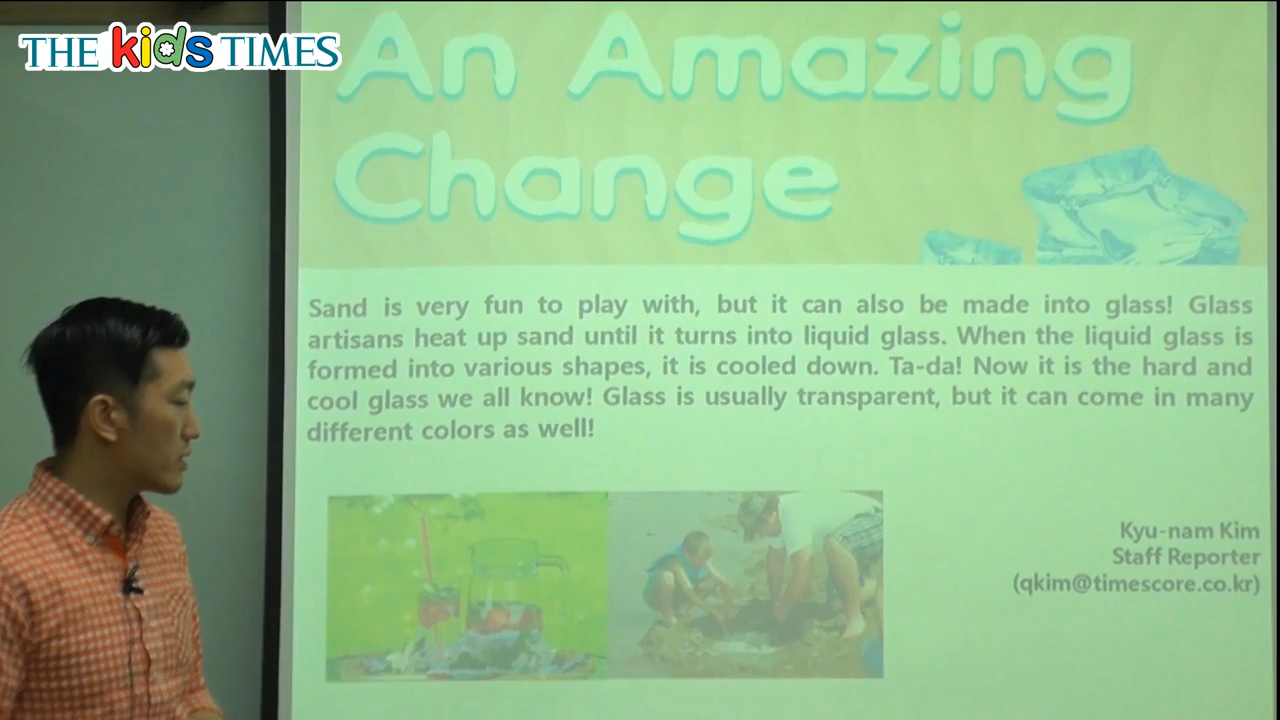 THE kids TIMES
An Amazing
Change
Sand is very fun to play with, but it can also be made into glass! Glass
artisans heat up sand until it turns into liquid glass. When the liquid glass is
formed into various shapes, it is cooled down. Ta-da! Now it is the hard and
cool glass we all know! Glass is usually transparent, but it can come in many
different colors as well!
Kyu-nam Kim
Staff Reporter
(qkim@timescore.co.kr)